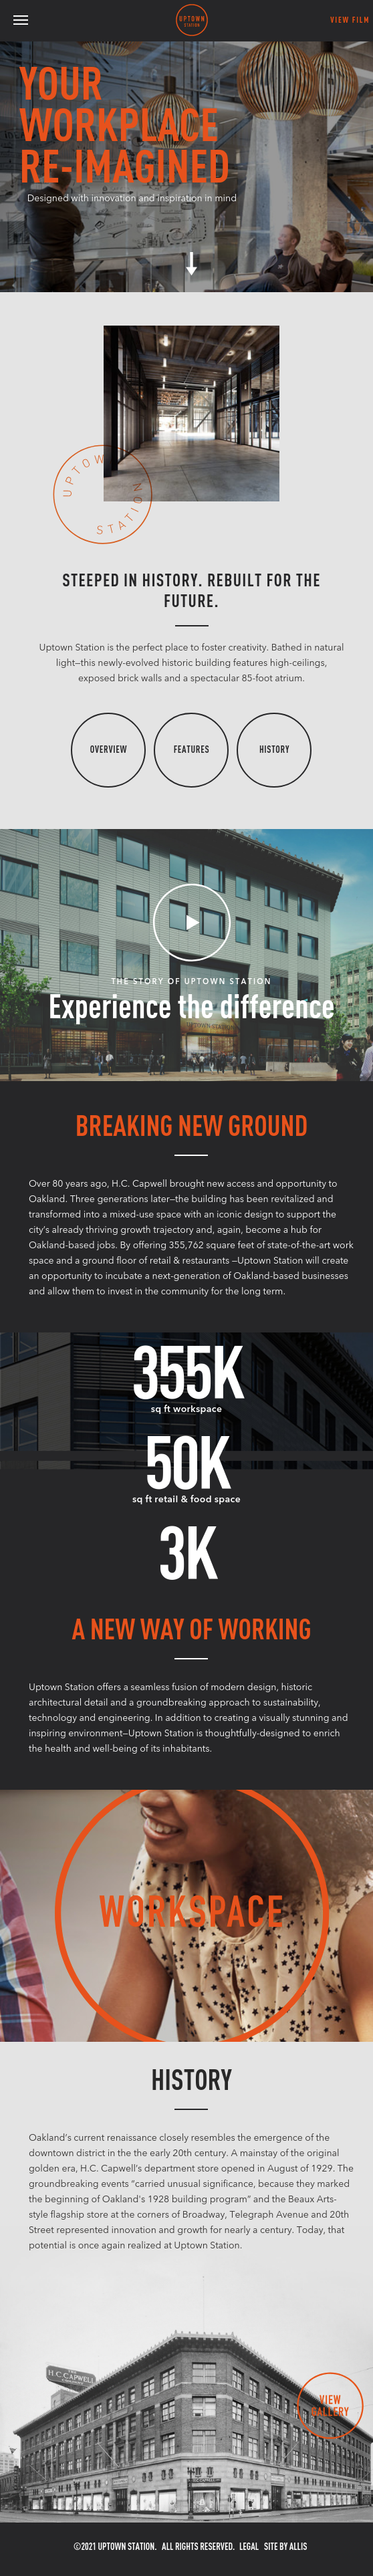 UPTOWN
STATION
VIEW FILM
YOUR
WORKPLACE
RE-IMAGINED
Designed with innovation and inspiration in mind
UPTOWN
STATION
STEEPED IN HISTORY. REBUILT FOR THE
FUTURE.
Uptown Station is the perfect place to foster creativity. Bathed in natural
light—this newly-evolved historic building features high-ceilings,
exposed brick walls and a spectacular 85-foot atrium.
OVERVIEW
FEATURES
HISTORY
THE STORY OF UPTOWN STATION
Experience the difference
BREAKING NEW GROUND
Over 80 years ago, H.C. Capwell brought new access and opportunity to
Oakland. Three generations later—the building has been revitalized and
transformed into a mixed-use space with an iconic design to support the
city's already thriving growth trajectory and, again, become a hub for
Oakland-based jobs. By offering 355,762 square feet of state-of-the-art work
space and a ground floor of retail & restaurants —Uptown Station will create
an opportunity to incubate a next-generation of Oakland-based businesses
and allow them to invest in the community for the long term.
355K
sq ft workspace
50K
sq ft retail & food space
3K
A NEW WAY OF WORKING
Uptown Station offers a seamless fusion of modern design, historic
architectural detail and a groundbreaking approach to sustainability,
technology and engineering. In addition to creating a visually stunning and
inspiring environment—Uptown Station is thoughtfully-designed to enrich
the health and well-being of its inhabitants.
WORKSPACE
HISTORY
Oakland's current renaissance closely resembles the emergence of the
downtown district in the the early 20th century. A mainstay of the original
golden era, H.C. Capwell's department store opened in August of 1929. The
groundbreaking events "carried unusual significance, because they marked
the beginning of Oakland's 1928 building program" and the Beaux Arts-
style flagship store at the corners of Broadway, Telegraph Avenue and 20th
Street represented innovation and growth for nearly a century. Today, that
potential is once again realized at Uptown Station.
H.C.CAPWELL
VIEW
GALLERY
©2021 UPTOWN STATION. ALL RIGHTS RESERVED. LEGAL SITE BY ALLIS